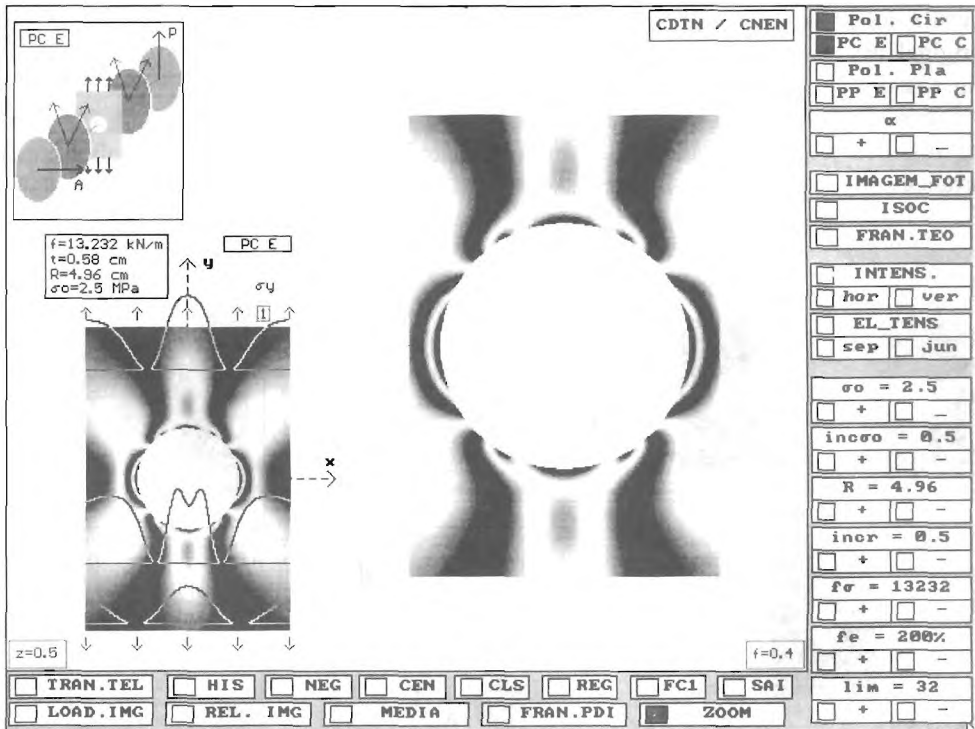 PC E
P
A
CDTN / CNEN
f=13.232 kN/m
t=0.58 cm
R=4.96 cm
σo=2.5 MPa
PC E
y
σy
1
x
z=0.5
f=0.4
Pol. Cir
PC E PC C
Pol. Pla
PP E PP C
α
+ _
IMAGEM_FOT
ISOC
FRAN.TEO
INTENS.
hor ver
EL_TENS
sep jun
σo = 2.5
+ _
incσo = 0.5
+ -
R = 4.96
+ -
incr = 0.5
+ -
fσ = 13232
+ -
fe = 200%
+ -
lim = 32
+ -
TRAN.TEL HIS NEG CEN CLS REG FC1 SAI
LOAD.IMG REL. IMG MEDIA FRAN.PDI ZOOM